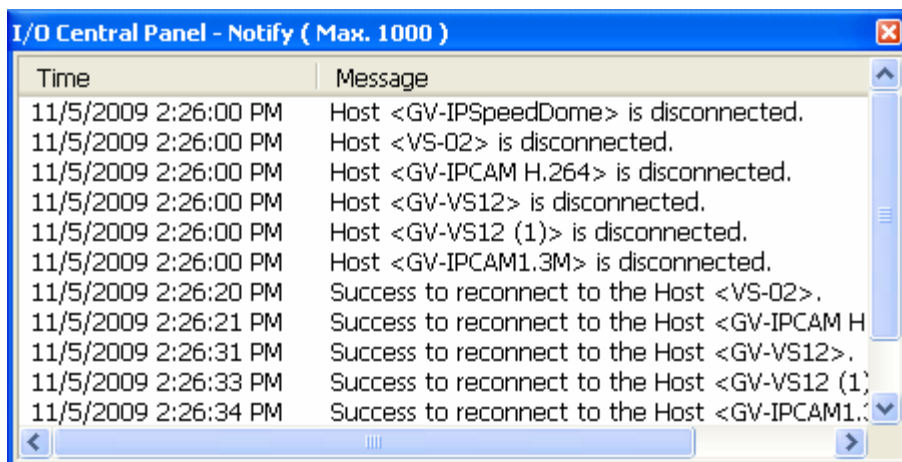 I/O Central Panel - Notify ( Max. 1000 )
Time Message
11/5/2009 2:26:00 PM Host <GV-IPSpeedDome> is disconnected.
11/5/2009 2:26:00 PM Host <VS-02> is disconnected.
11/5/2009 2:26:00 PM Host <GV-IPCAM H.264> is disconnected.
11/5/2009 2:26:00 PM Host <GV-VS12> is disconnected.
11/5/2009 2:26:00 PM Host <GV-VS12 (1)> is disconnected.
11/5/2009 2:26:00 PM Host <GV-IPCAM1.3M> is disconnected.
11/5/2009 2:26:20 PM Success to reconnect to the Host <VS-02>.
11/5/2009 2:26:21 PM Success to reconnect to the Host <GV-IPCAM H
11/5/2009 2:26:31 PM Success to reconnect to the Host <GV-VS12>.
11/5/2009 2:26:33 PM Success to reconnect to the Host <GV-VS12 (1)
11/5/2009 2:26:34 PM Success to reconnect to the Host <GV-IPCAM1.3